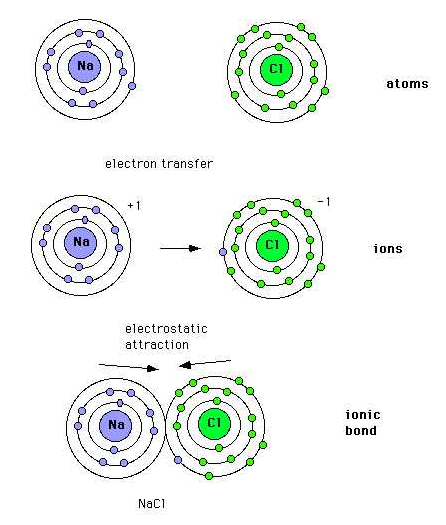 Na
Cl
atoms
electron transfer
+1
-1
Na
Cl
ions
electrostatic
attraction
Na
Cl
ionic
bond
NaCl